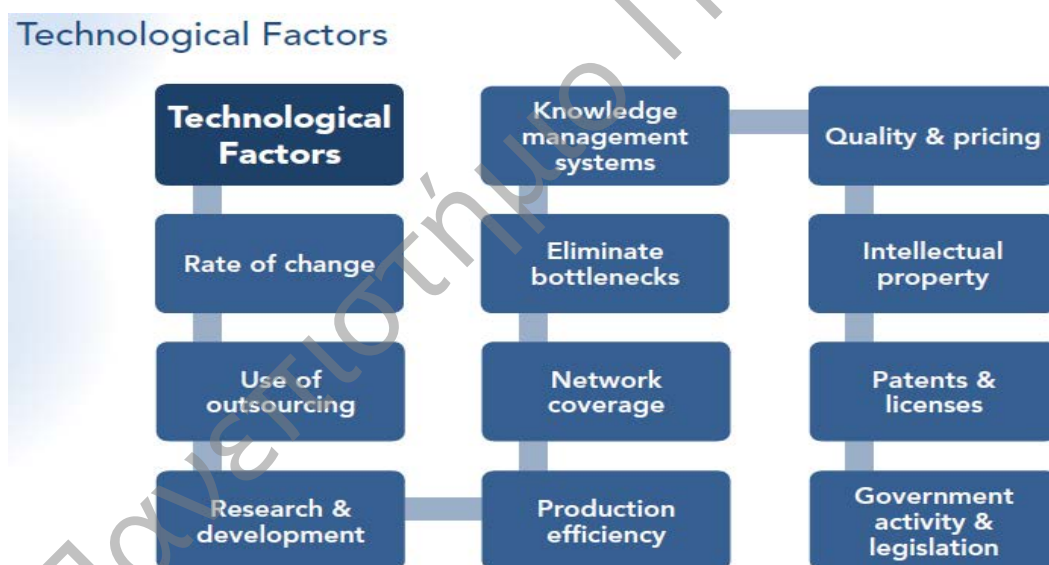 Technological Factors
Technological
Factors
Rate of change
Use of
outsourcing
Research &
development
Production
efficiency
Network
coverage
Eliminate
bottlenecks
Knowledge
management
systems
Quality & pricing
Intellectual
property
Patents &
licenses
Government
activity &
legislation
Πανεπιστήμιο